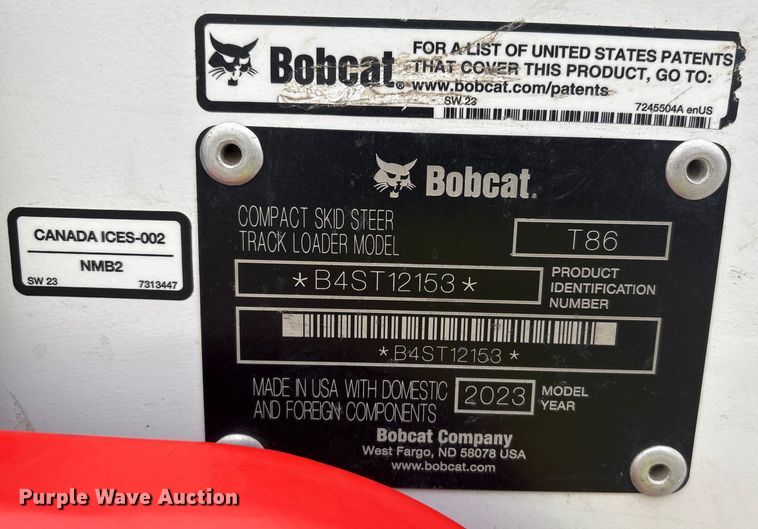 Bobcat®
FOR A LIST OF UNITED STATES PATENTS
THAT COVER THIS PRODUCT, GO TO:
www.bobcat.com/patents
SW 23
7245504A enUS
Bobcat®
COMPACT SKID STEER
TRACK LOADER MODEL
T86
CANADA ICES-002
NMB2
SW 23
7313447
*B4ST12153*
PRODUCT
IDENTIFICATION
NUMBER
*B4ST12153*
MADE IN USA WITH DOMESTIC
AND FOREIGN COMPONENTS
2023
MODEL
YEAR
Bobcat Company
West Fargo, ND 58078 USA
www.bobcat.com
Purple Wave Auction